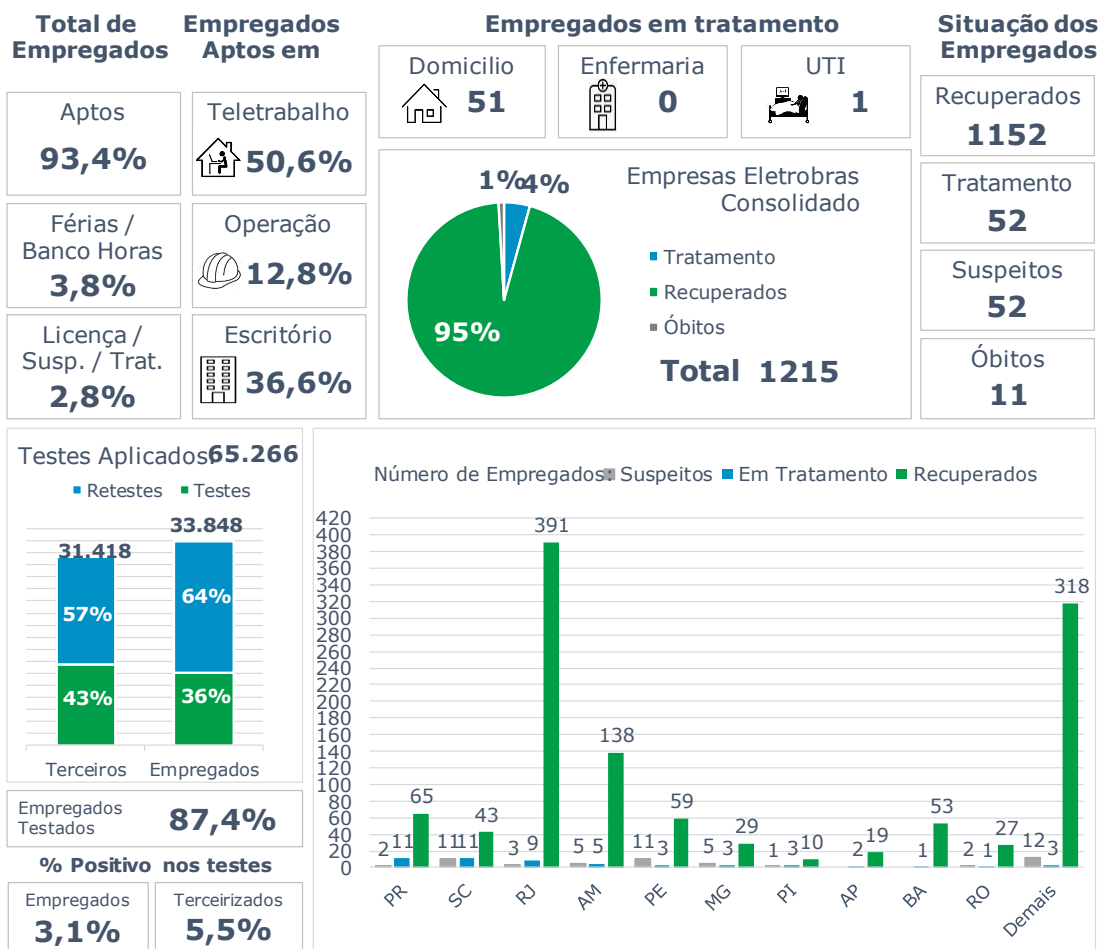 Total de
Empregados
Aptos
93,4%
Férias /
Banco Horas
3,8%
Licença /
Susp. / Trat.
2,8%
Empregados
Aptos em
Teletrabalho
50,6%
Operação
12,8%
Escritório
36,6%
Empregados em tratamento
Domicilio
51
Enfermaria
0
UTI
1
Empresas Eletrobras
Consolidado
1%
4%
95%
Tratamento
Recuperados
Óbitos
Total 1215
Situação dos
Empregados
Recuperados
1152
Tratamento
52
Suspeitos
52
Óbitos
11
Testes Aplicados: 65.266
Retestes Testes
31.418
33.848
57%
64%
43%
36%
Terceiros Empregados
Empregados
Testados
87,4%
% Positivo nos testes
Empregados
3,1%
Terceirizados
5,5%
Número de Empregados: Suspeitos Em Tratamento Recuperados
420
400
380
360
340
320
300
280
260
240
220
200
180
160
140
120
100
80
60
40
20
0
2 11 65
11 11 43
3 9 391
5 5 138
11 3 59
5 3 29
1 3 10
2 19
1 53
2 1 27
12 3 318
PR SC RJ AM PE MG PI AP BA RO Demais